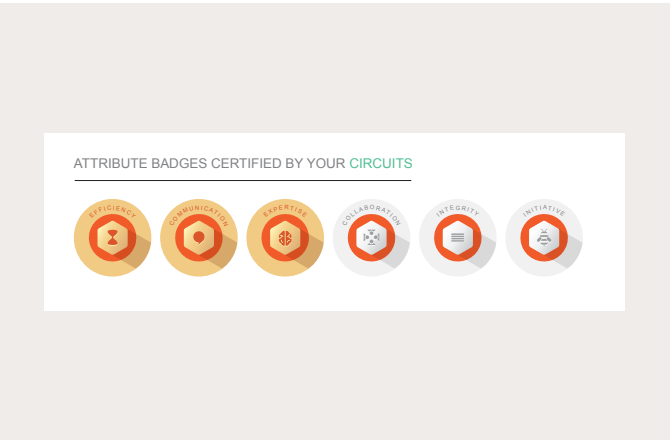 ATTRIBUTE BADGES CERTIFIED BY YOUR CIRCUITS
EFFICIENCY
COMMUNICATION
EXPERTISE
COLLABORATION
INTEGRITY
INITIATIVE